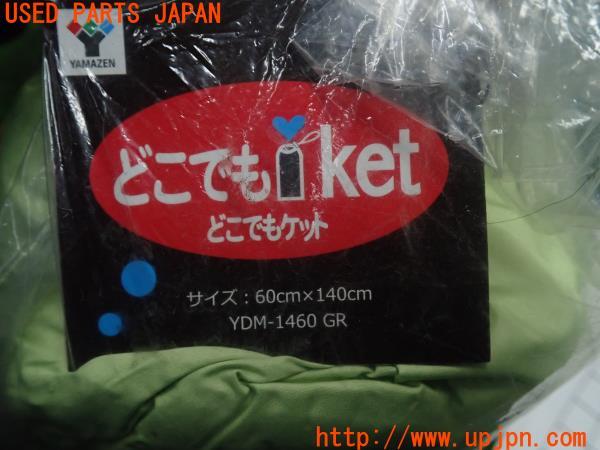 USED PARTS JAPAN
YAMAZEN
どこでもiket
どこでもケット
サイズ：60cm×140cm
YDM-1460 GR
http://www.upjpn.com/